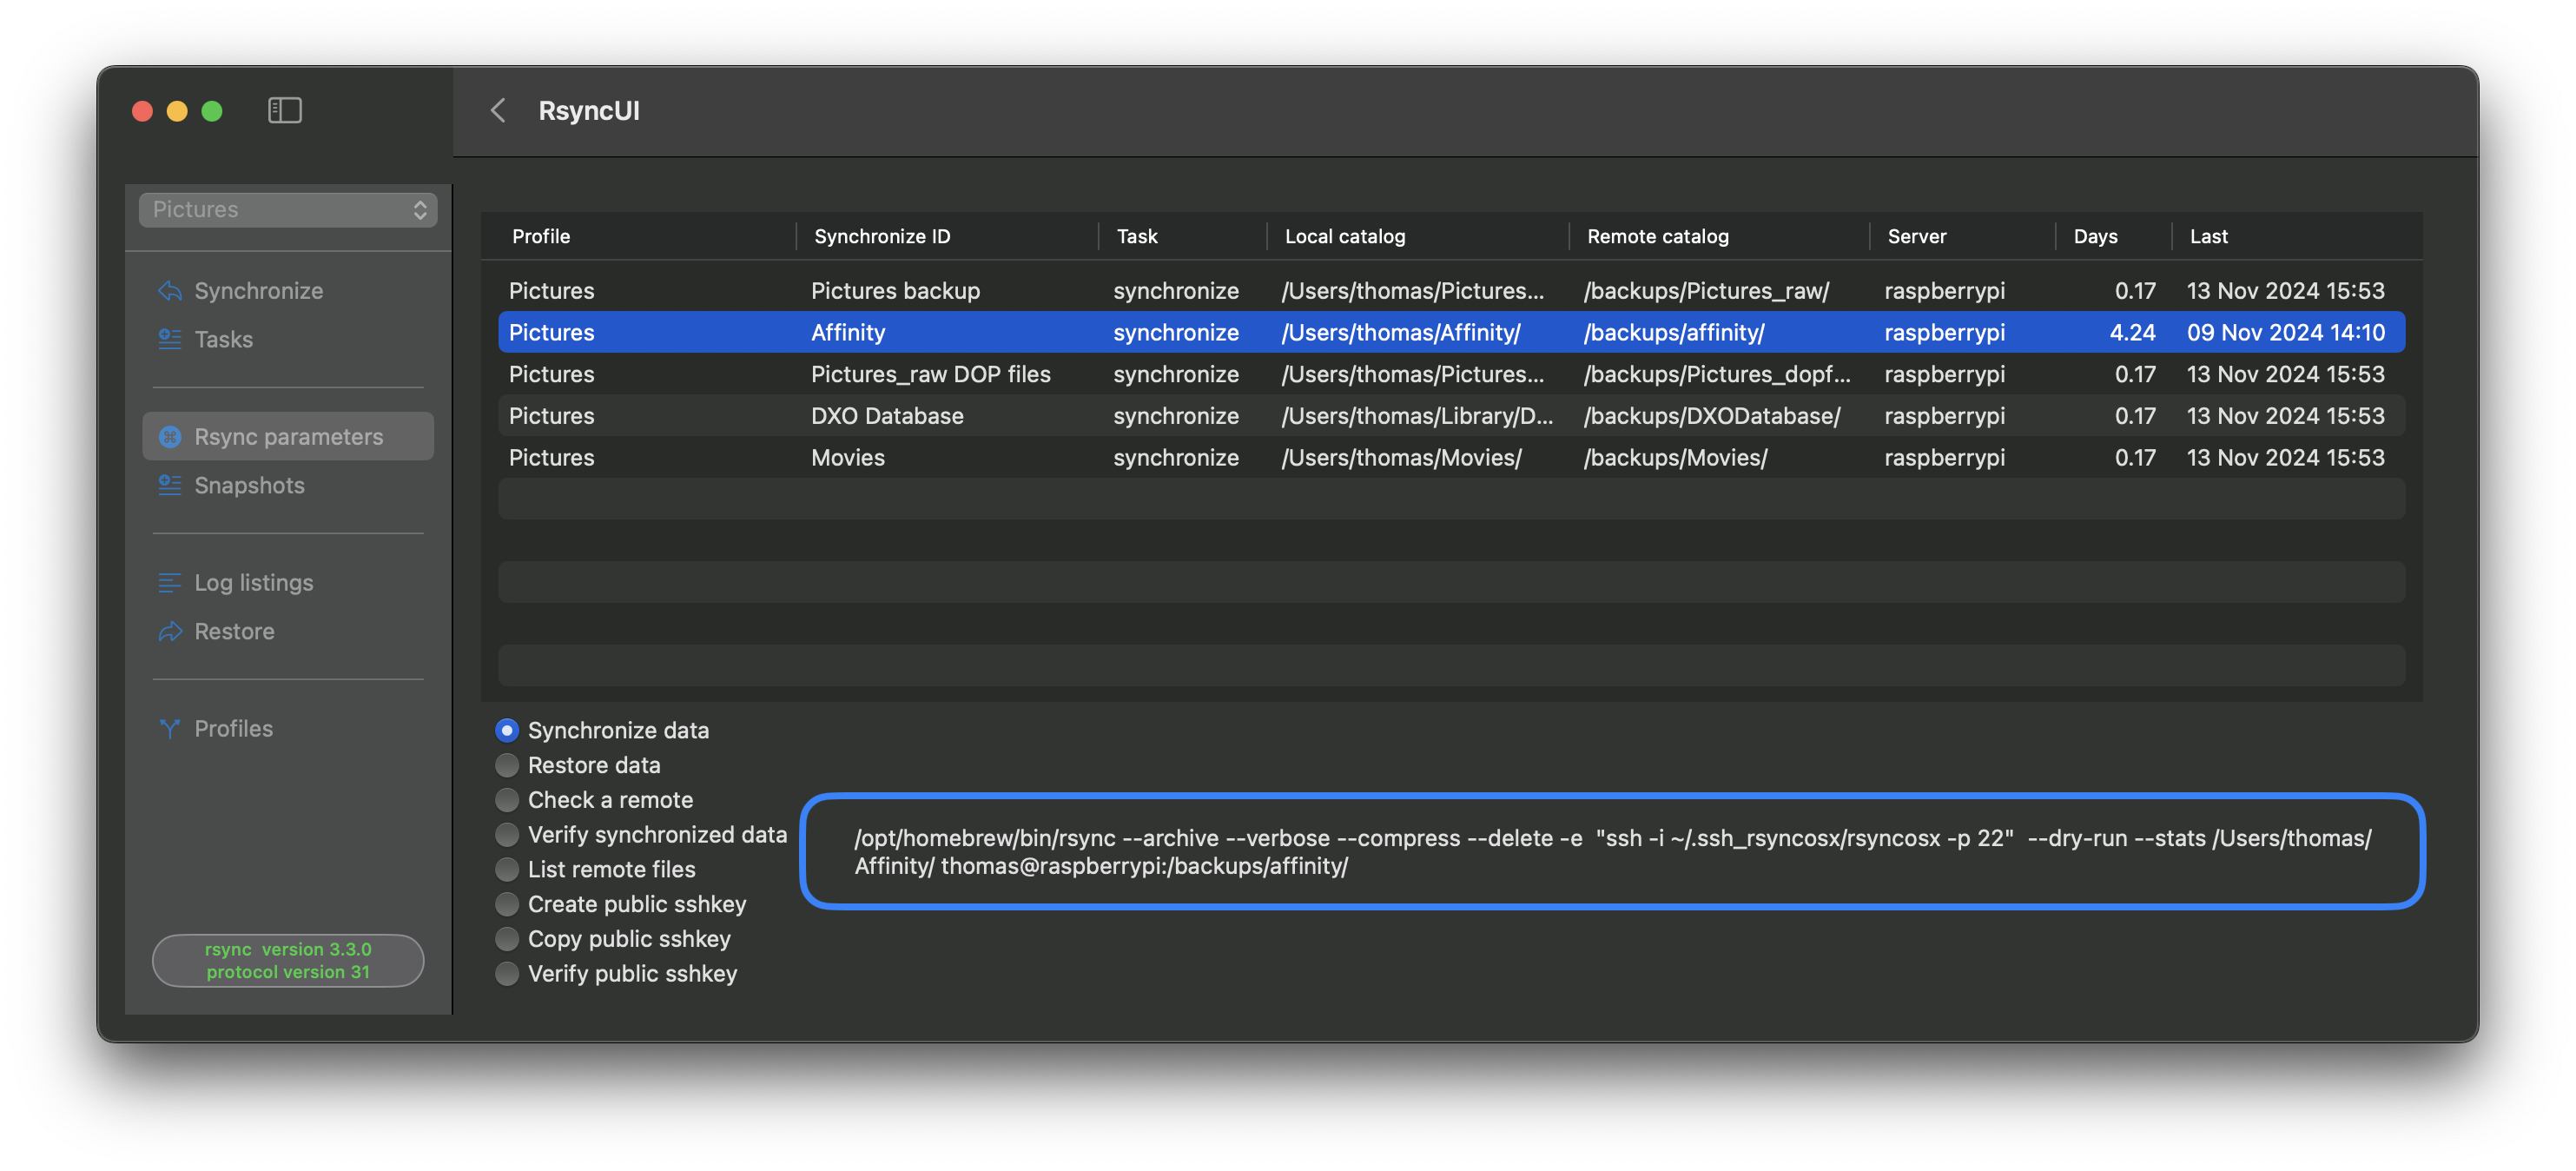 RsyncUI
Pictures
Synchronize
Tasks
Rsync parameters
Snapshots
Log listings
Restore
Profiles
rsync  version 3.3.0
protocol version 31
Profile Synchronize ID Task Local catalog Remote catalog Server Days Last
Pictures Pictures backup synchronize /Users/thomas/Pictures... /backups/Pictures_raw/ raspberrypi 0.17 13 Nov 2024 15:53
Pictures Affinity synchronize /Users/thomas/Affinity/ /backups/affinity/ raspberrypi 4.24 09 Nov 2024 14:10
Pictures Pictures_raw DOP files synchronize /Users/thomas/Pictures... /backups/Pictures_dopf... raspberrypi 0.17 13 Nov 2024 15:53
Pictures DXO Database synchronize /Users/thomas/Library/D... /backups/DXODatabase/ raspberrypi 0.17 13 Nov 2024 15:53
Pictures Movies synchronize /Users/thomas/Movies/ /backups/Movies/ raspberrypi 0.17 13 Nov 2024 15:53
Synchronize data
Restore data
Check a remote
Verify synchronized data
List remote files
Create public sshkey
Copy public sshkey
Verify public sshkey
/opt/homebrew/bin/rsync --archive --verbose --compress --delete -e  "ssh -i ~/.ssh_rsyncosx/rsyncosx -p 22"  --dry-run --stats /Users/thomas/
Affinity/ thomas@raspberrypi:/backups/affinity/